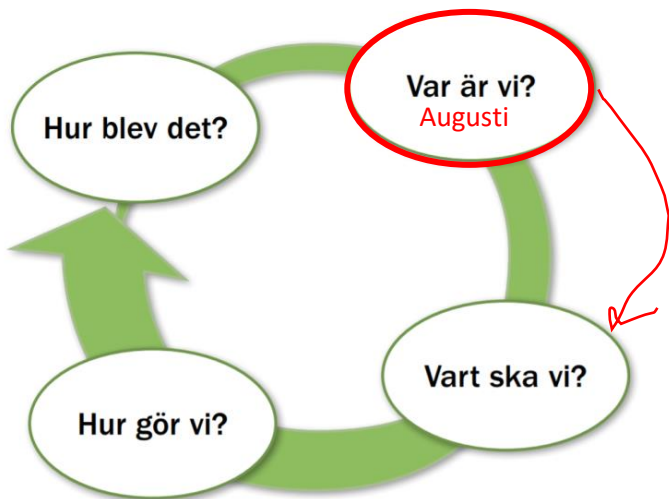 Var är vi?
Augusti
Hur blev det?
Vart ska vi?
Hur gör vi?